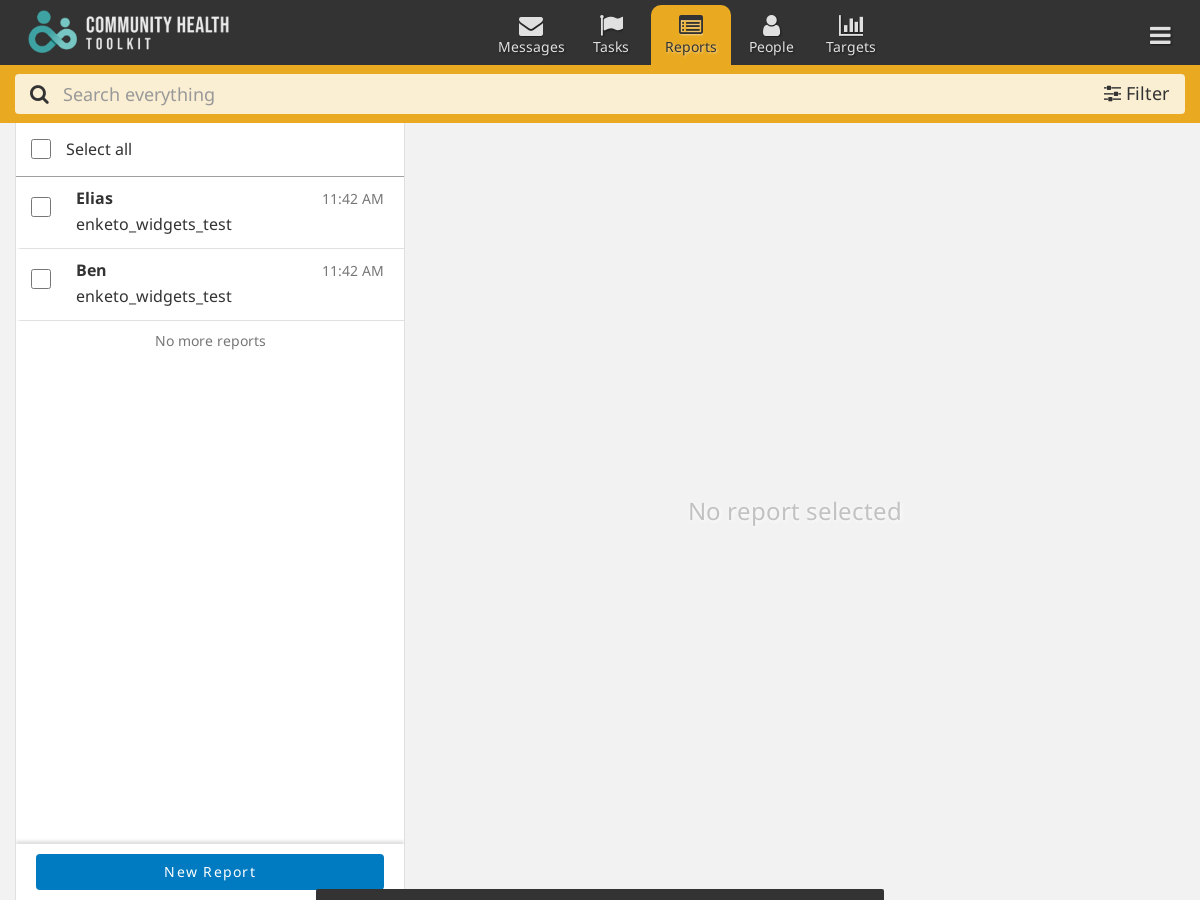 COMMUNITY HEALTH
TOOLKIT
Messages
Tasks
Reports
People
Targets
Search everything
Filter
Select all
Elias
11:42 AM
enketo_widgets_test
Ben
11:42 AM
enketo_widgets_test
No more reports
No report selected
New Report